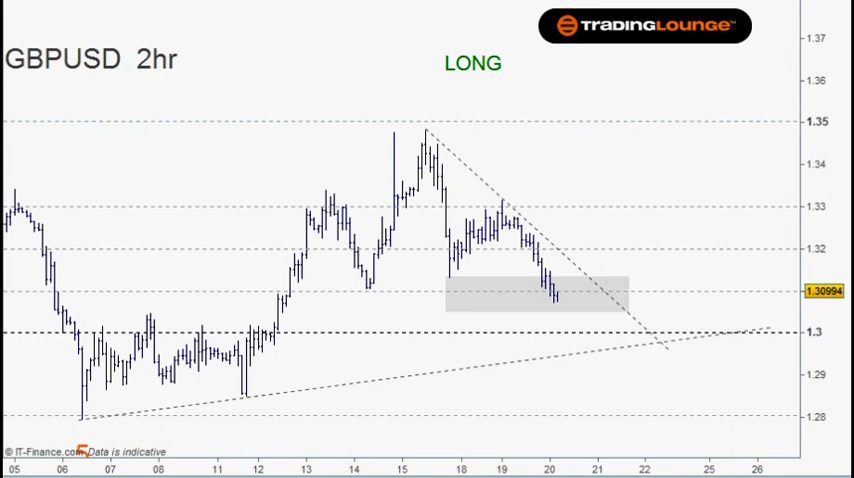 TRADINGLOUNGE™
GBPUSD 2hr
LONG
1.37
1.36
1.35
1.34
1.33
1.32
1.30994
1.3
1.29
1.28
5
© IT-Finance.com Data is indicative
05 06 07 08 11 12 13 14 15 18 19 20 21 22 25 26